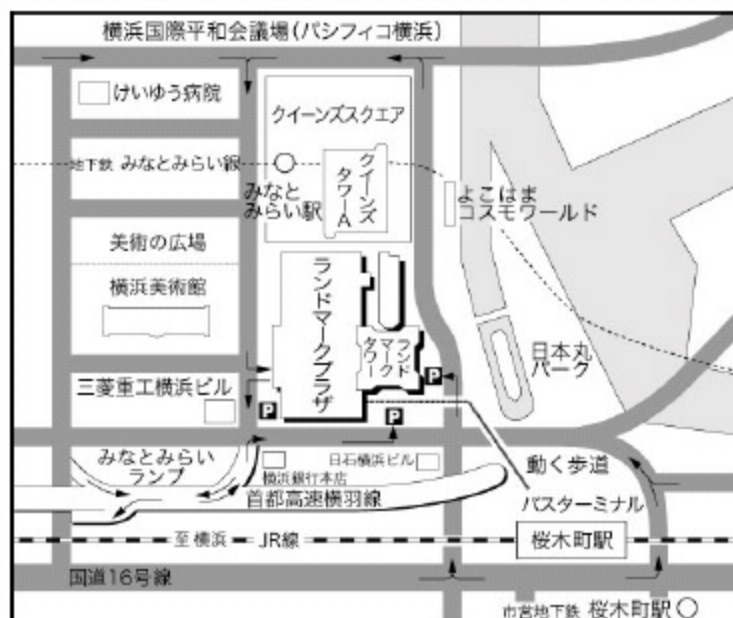 横浜国際平和会議場(パシフィコ横浜)
けいゆう病院
クイーンズスクエア
地下鉄 みなとみらい線
みなと
みらい駅
クイーンズ
タワーA
よこはま
コスモワールド
美術の広場
横浜美術館
ランドマークプラザ
ランド
マーク
タワー
日本丸
パーク
三菱重工横浜ビル
P
P
P
みなとみらい
ランプ
日石横浜ビル
横浜銀行本店
動く歩道
首都高速横羽線
バスターミナル
至横浜
JR線
桜木町駅
国道16号線
市営地下鉄 桜木町駅